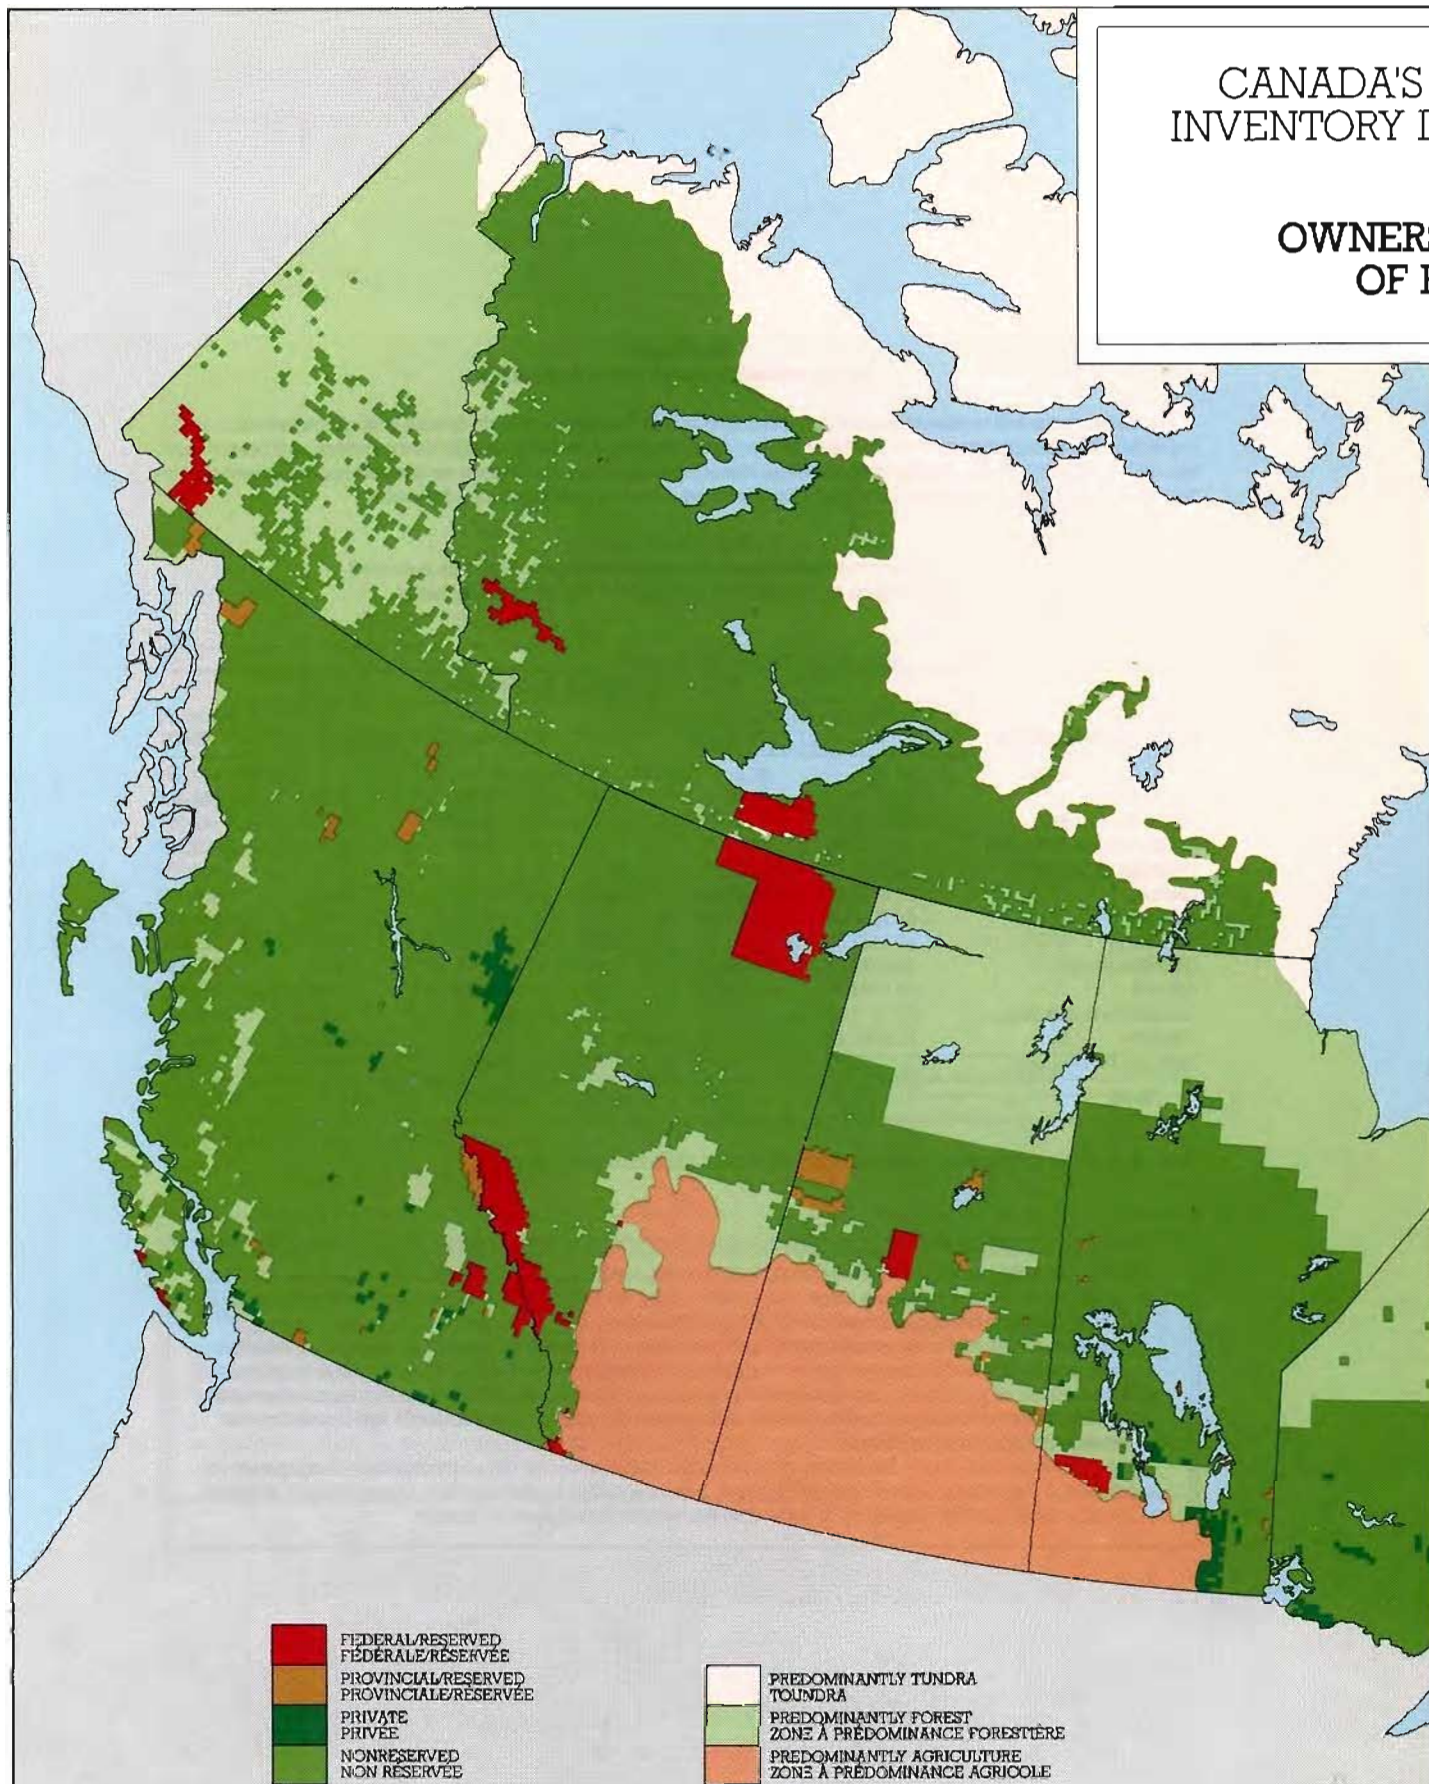 CANADA'S
INVENTORY
OWNERS
OF
FEDERAL/RESERVED
FÉDÉRALE/RÉSERVÉE
PROVINCIAL/RESERVED
PROVINCIALE/RÉSERVÉE
PRIVATE
PRIVÉE
NONRESERVED
NON RÉSERVÉE
PREDOMINANTLY TUNDRA
TOUNDRA
PREDOMINANTLY FOREST
ZONE À PRÉDOMINANCE FORESTIÈRE
PREDOMINANTLY AGRICULTURE
ZONE À PRÉDOMINANCE AGRICOLE